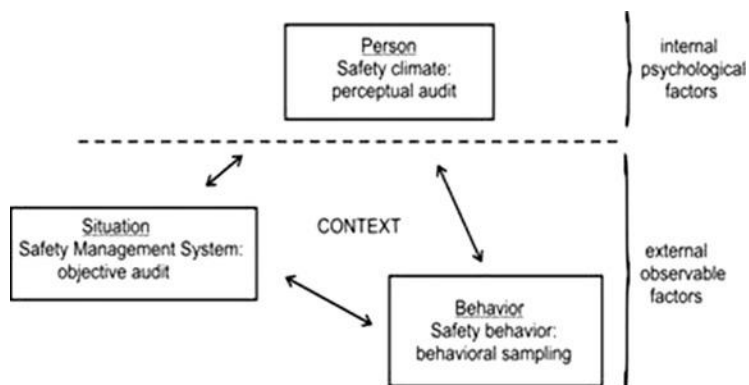 Person
Safety climate:
perceptual audit
internal
psychological
factors
Situation
Safety Management System:
objective audit
CONTEXT
Behavior
Safety behavior:
behavioral sampling
external
observable
factors